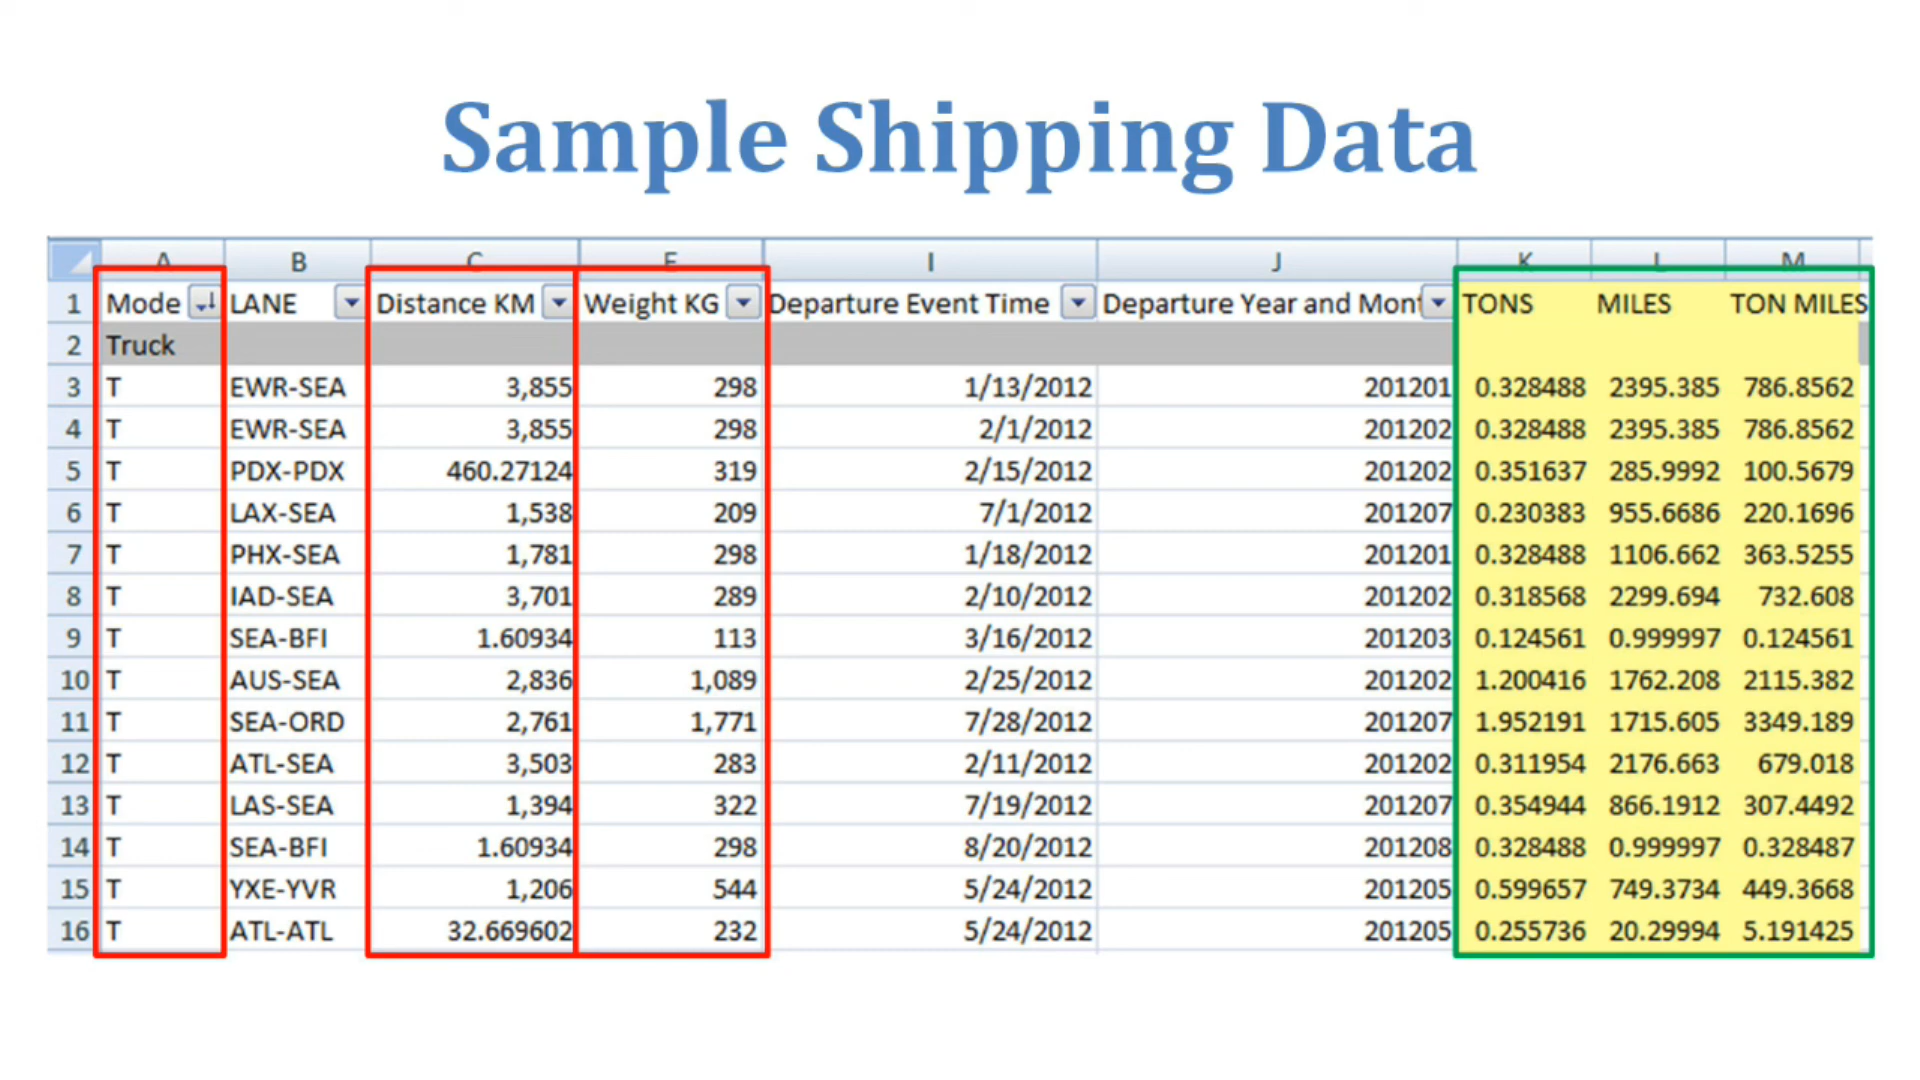 Sample Shipping Data
A B C E I J K L M
1 Mode LANE Distance KM Weight KG Departure Event Time Departure Year and Mont TONS MILES TON MILES
2 Truck
3 T EWR-SEA 3,855 298 1/13/2012 201201 0.328488 2395.385 786.8562
4 T EWR-SEA 3,855 298 2/1/2012 201202 0.328488 2395.385 786.8562
5 T PDX-PDX 460.27124 319 2/15/2012 201202 0.351637 285.9992 100.5679
6 T LAX-SEA 1,538 209 7/1/2012 201207 0.230383 955.6686 220.1696
7 T PHX-SEA 1,781 298 1/18/2012 201201 0.328488 1106.662 363.5255
8 T IAD-SEA 3,701 289 2/10/2012 201202 0.318568 2299.694 732.608
9 T SEA-BFI 1.60934 113 3/16/2012 201203 0.124561 0.999997 0.124561
10 T AUS-SEA 2,836 1,089 2/25/2012 201202 1.200416 1762.208 2115.382
11 T SEA-ORD 2,761 1,771 7/28/2012 201207 1.952191 1715.605 3349.189
12 T ATL-SEA 3,503 283 2/11/2012 201202 0.311954 2176.663 679.018
13 T LAS-SEA 1,394 322 7/19/2012 201207 0.354944 866.1912 307.4492
14 T SEA-BFI 1.60934 298 8/20/2012 201208 0.328488 0.999997 0.328487
15 T YXE-YVR 1,206 544 5/24/2012 201205 0.599657 749.3734 449.3668
16 T ATL-ATL 32.669602 232 5/24/2012 201205 0.255736 20.29994 5.191425